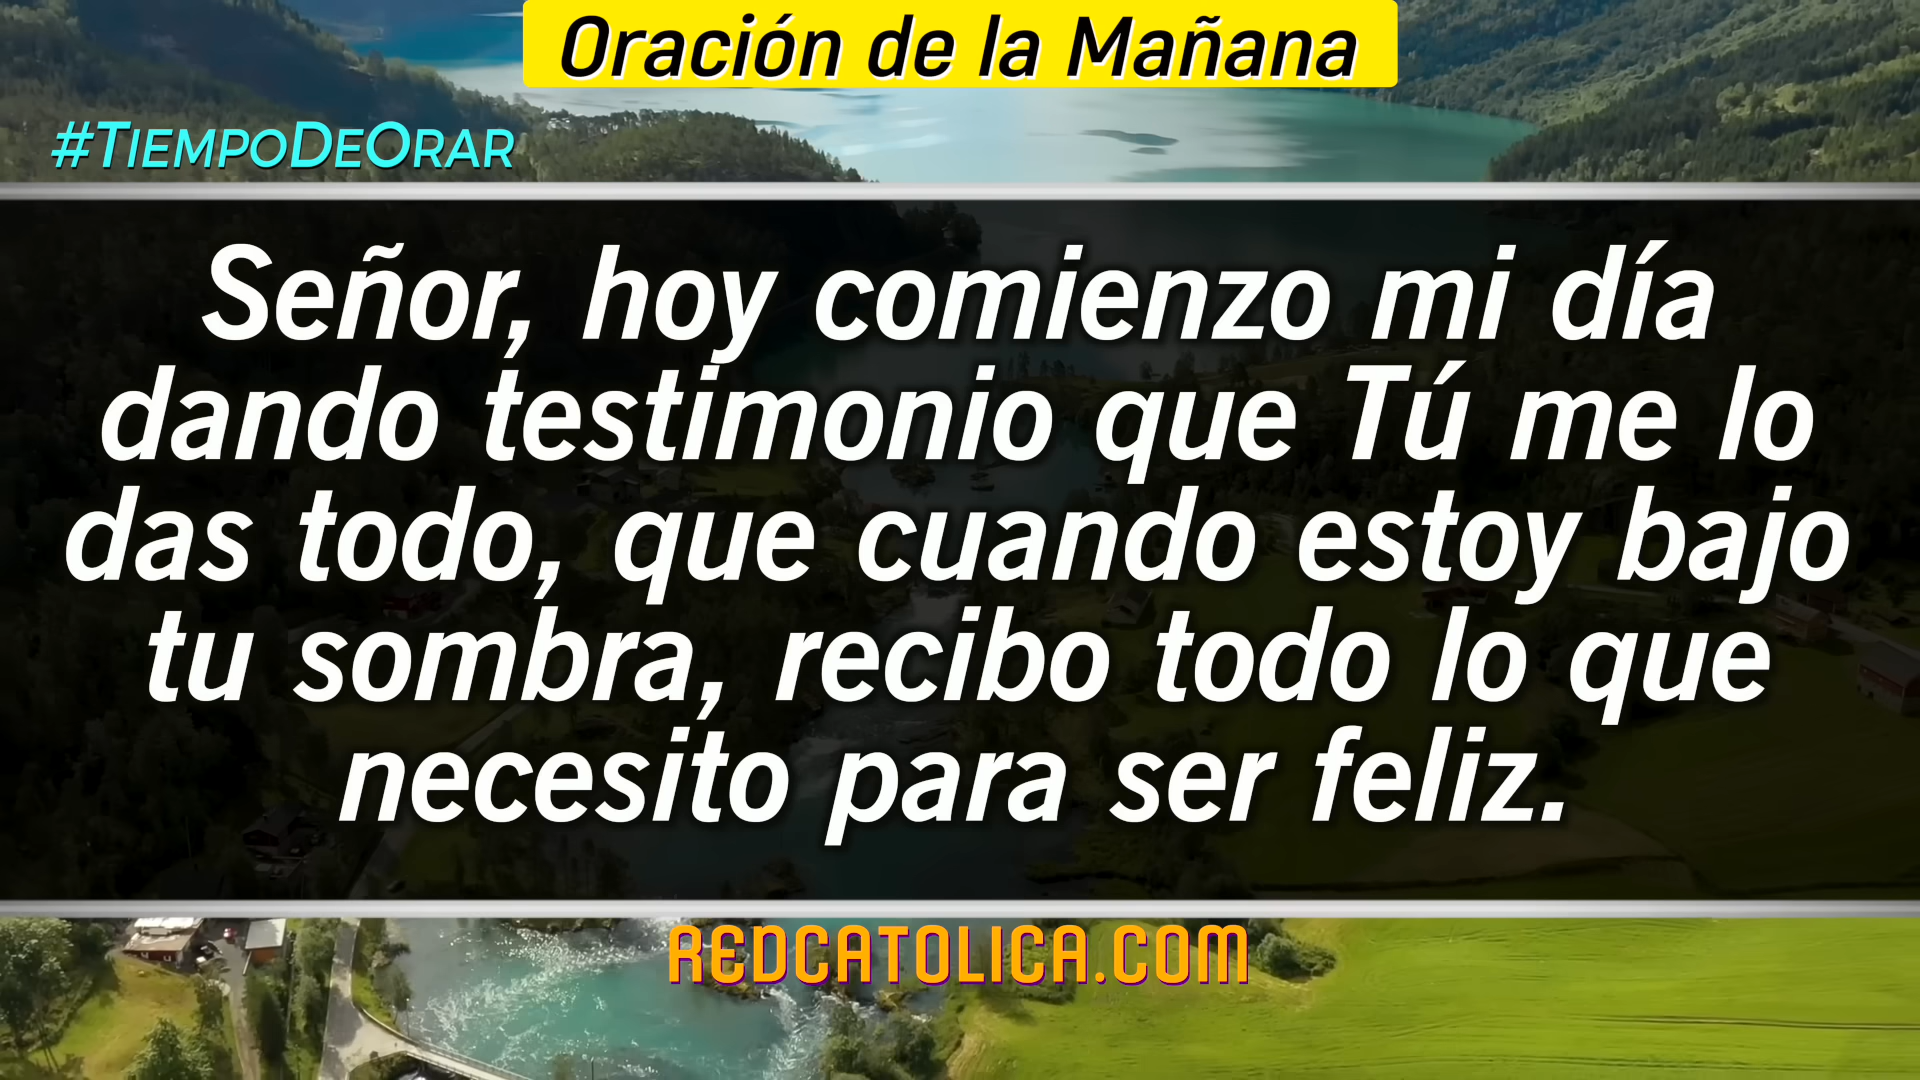 Oración de la Mañana
#TiempoDeOrar
Señor, hoy comienzo mi día
dando testimonio que Tú me lo
das todo, que cuando estoy bajo
tu sombra, recibo todo lo que
necesito para ser feliz.
REDCATOLICA.COM